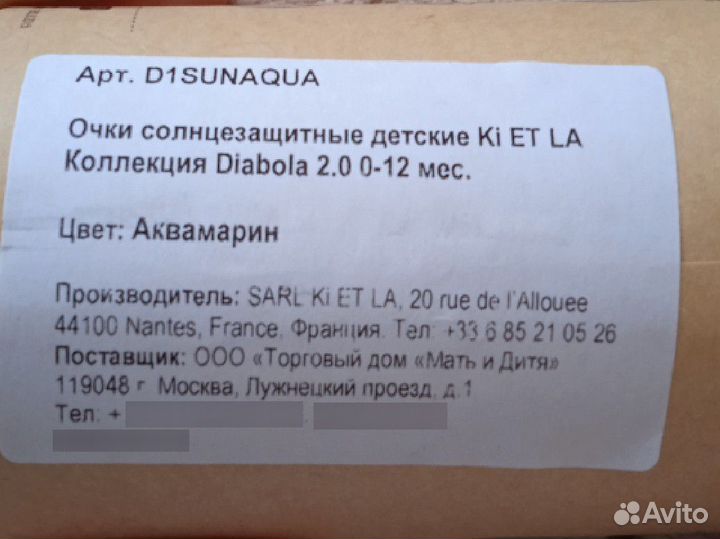 Арт. D1SUNAQUA
Очки солнцезащитные детские Ki ET LA
Коллекция Diabola 2.0 0-12 мес.
Цвет: Аквамарин
Производитель: SARL Ki ET LA, 20 rue de l'Allouee
44100 Nantes, France, Франция. Тел: +33 6 85 21 05 26
Поставщик: ООО «Торговый дом «Мать и Дитя»
119048 г. Москва, Лужнецкий проезд, д.1
Тел: +
Avito